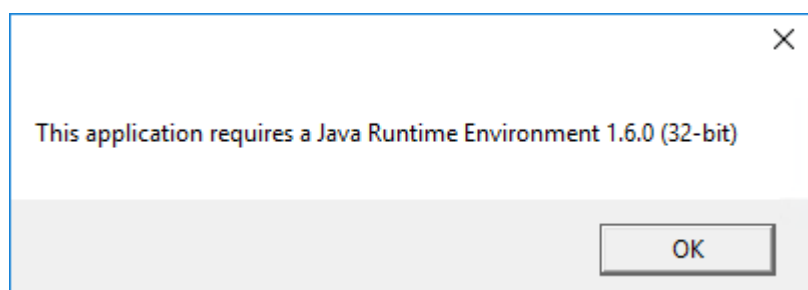 This application requires a Java Runtime Environment 1.6.0 (32-bit)
OK